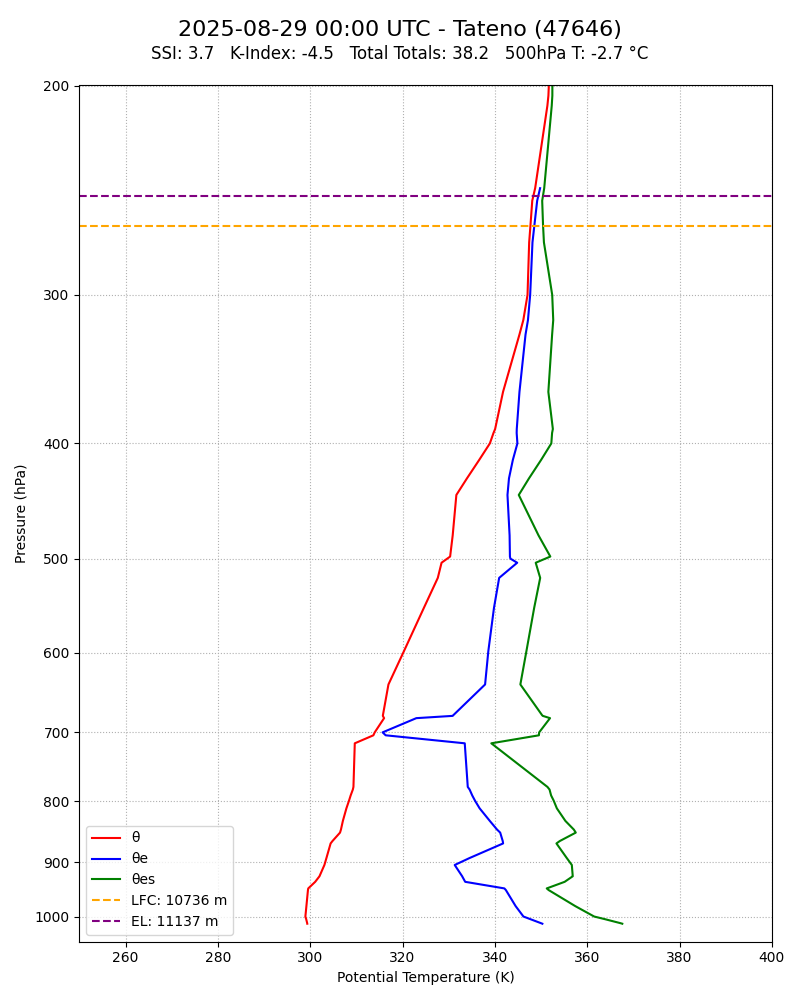 2025-08-29 00:00 UTC - Tateno (47646)
SSI: 3.7 K-Index: -4.5 Total Totals: 38.2 500hPa T: -2.7 °C
200
300
400
500
600
700
800
900
1000
Pressure (hPa)
θ
θe
θes
LFC: 10736 m
EL: 11137 m
260 280 300 320 340 360 380 400
Potential Temperature (K)